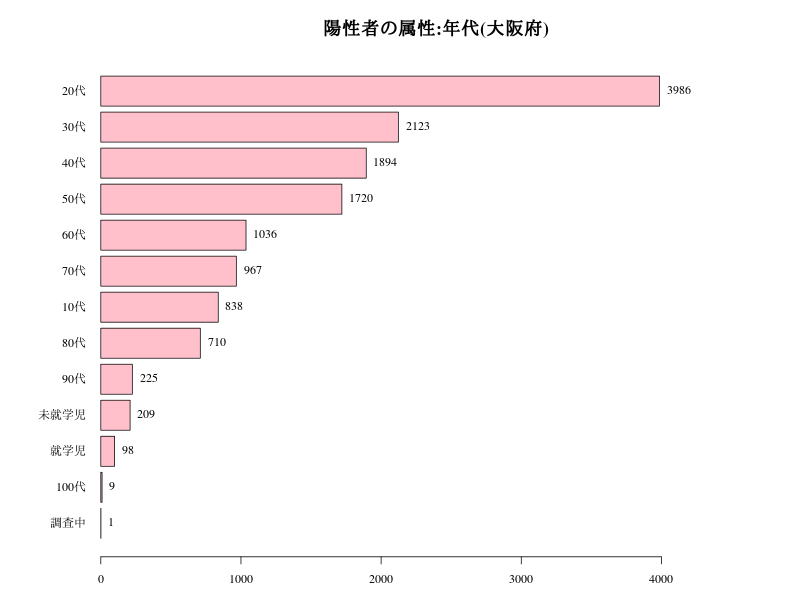 陽性者の属性:年代(大阪府)
20代 3986
30代 2123
40代 1894
50代 1720
60代 1036
70代 967
10代 838
80代 710
90代 225
未就学児 209
就学児 98
100代 9
調査中 1
0 1000 2000 3000 4000